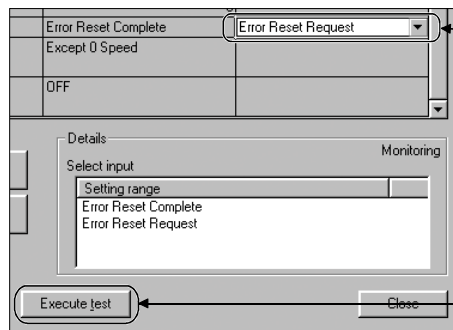 Error Reset Complete Error Reset Request
Except 0 Speed
OFF
Details
Monitoring
Select input
Setting range
Error Reset Complete
Error Reset Request
Execute test Close